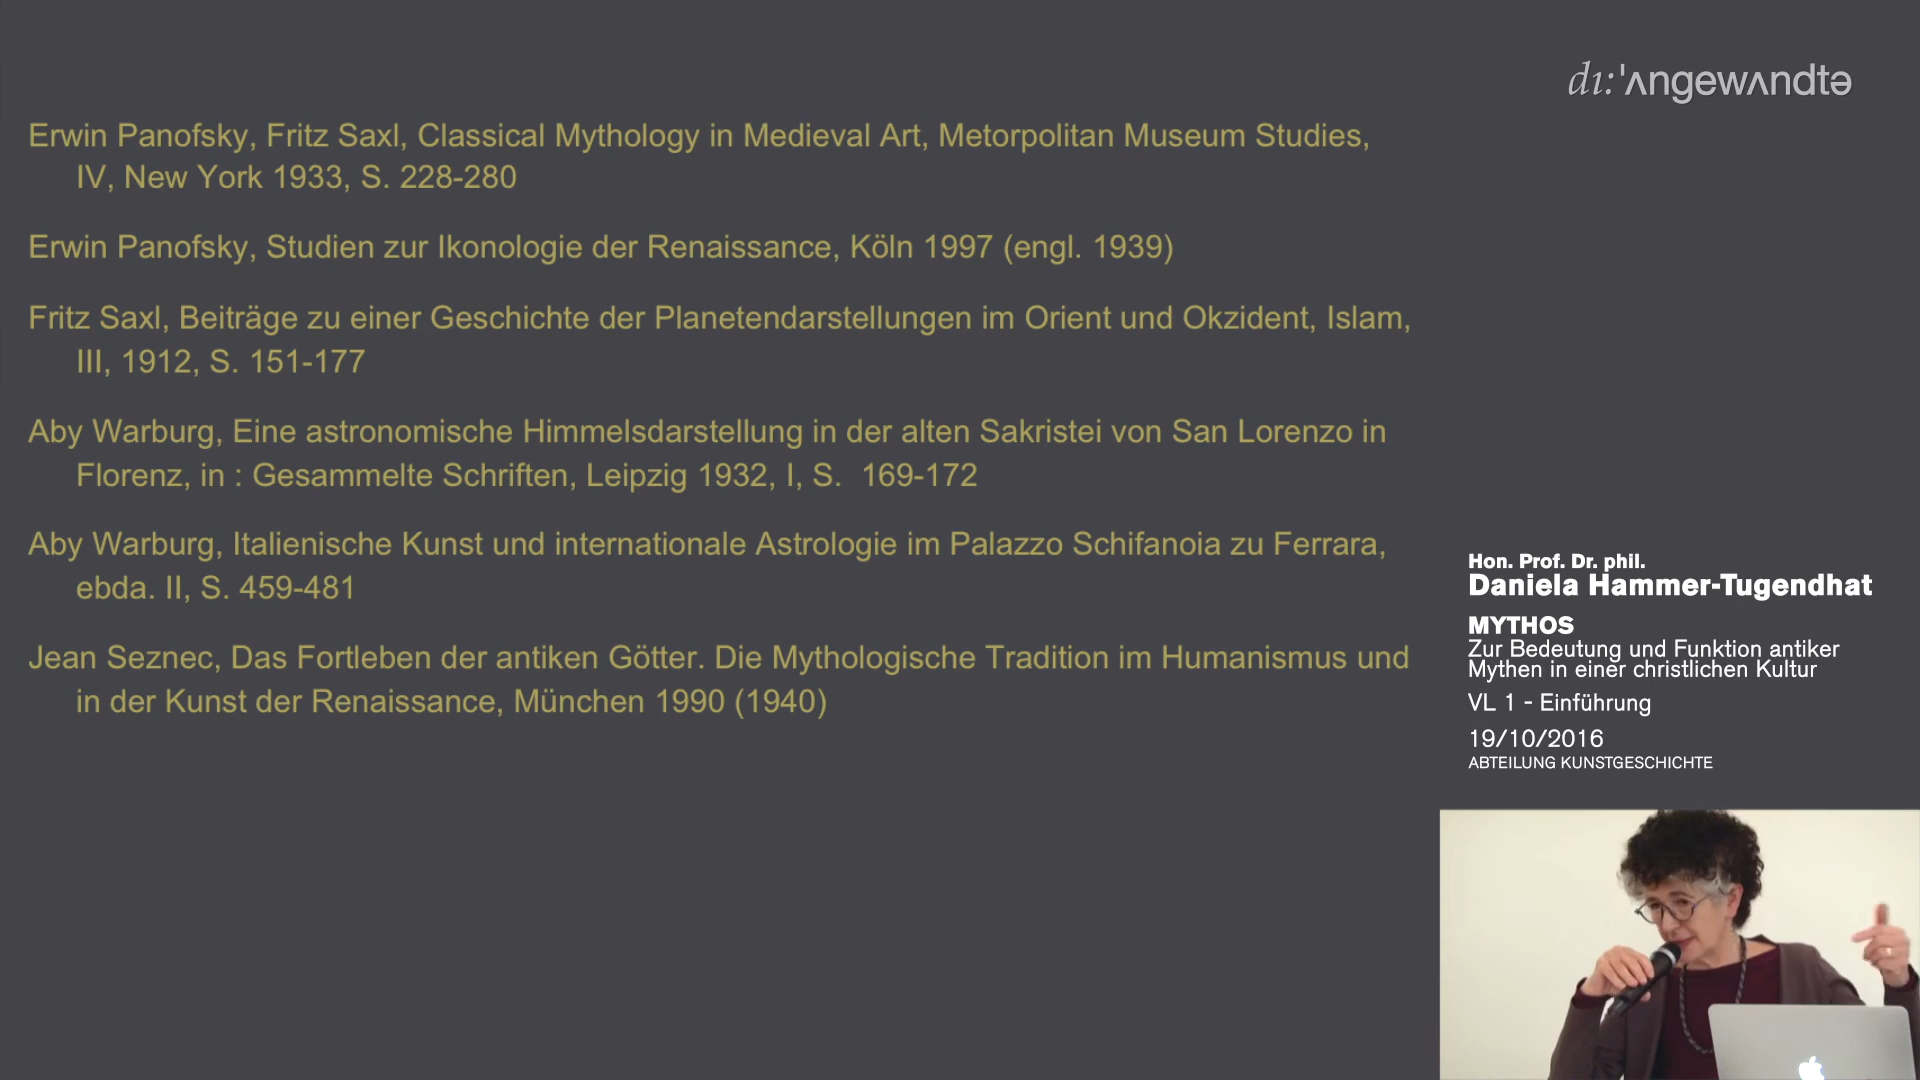 dı:ˈʌngewʌndtə
Erwin Panofsky, Fritz Saxl, Classical Mythology in Medieval Art, Metorpolitan Museum Studies,
IV, New York 1933, S. 228-280
Erwin Panofsky, Studien zur Ikonologie der Renaissance, Köln 1997 (engl. 1939)
Fritz Saxl, Beiträge zu einer Geschichte der Planetendarstellungen im Orient und Okzident, Islam,
III, 1912, S. 151-177
Aby Warburg, Eine astronomische Himmelsdarstellung in der alten Sakristei von San Lorenzo in
Florenz, in : Gesammelte Schriften, Leipzig 1932, I, S. 169-172
Aby Warburg, Italienische Kunst und internationale Astrologie im Palazzo Schifanoia zu Ferrara,
ebda. II, S. 459-481
Jean Seznec, Das Fortleben der antiken Götter. Die Mythologische Tradition im Humanismus und
in der Kunst der Renaissance, München 1990 (1940)
Hon. Prof. Dr. phil.
Daniela Hammer-Tugendhat
MYTHOS
Zur Bedeutung und Funktion antiker
Mythen in einer christlichen Kultur
VL 1 - Einführung
19/10/2016
ABTEILUNG KUNSTGESCHICHTE